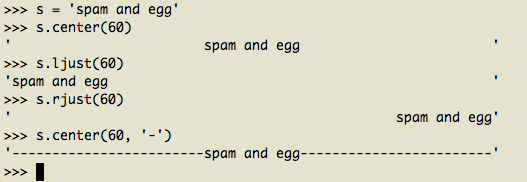 >>> s = 'spam and egg'
>>> s.center(60)
'                        spam and egg                        '
>>> s.ljust(60)
'spam and egg                                                '
>>> s.rjust(60)
'                                                spam and egg'
>>> s.center(60, '-')
'------------------------spam and egg------------------------'
>>>